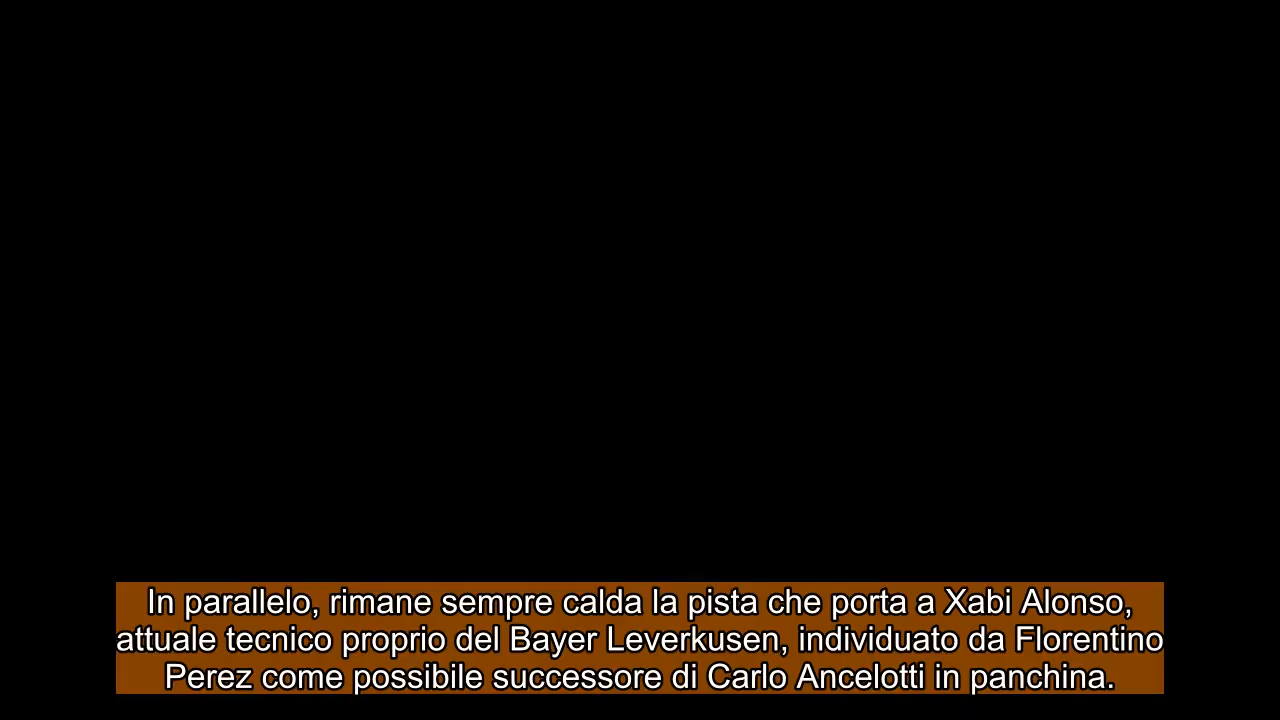 In parallelo, rimane sempre calda la pista che porta a Xabi Alonso,
attuale tecnico proprio del Bayer Leverkusen, individuato da Florentino
Perez come possibile successore di Carlo Ancelotti in panchina.